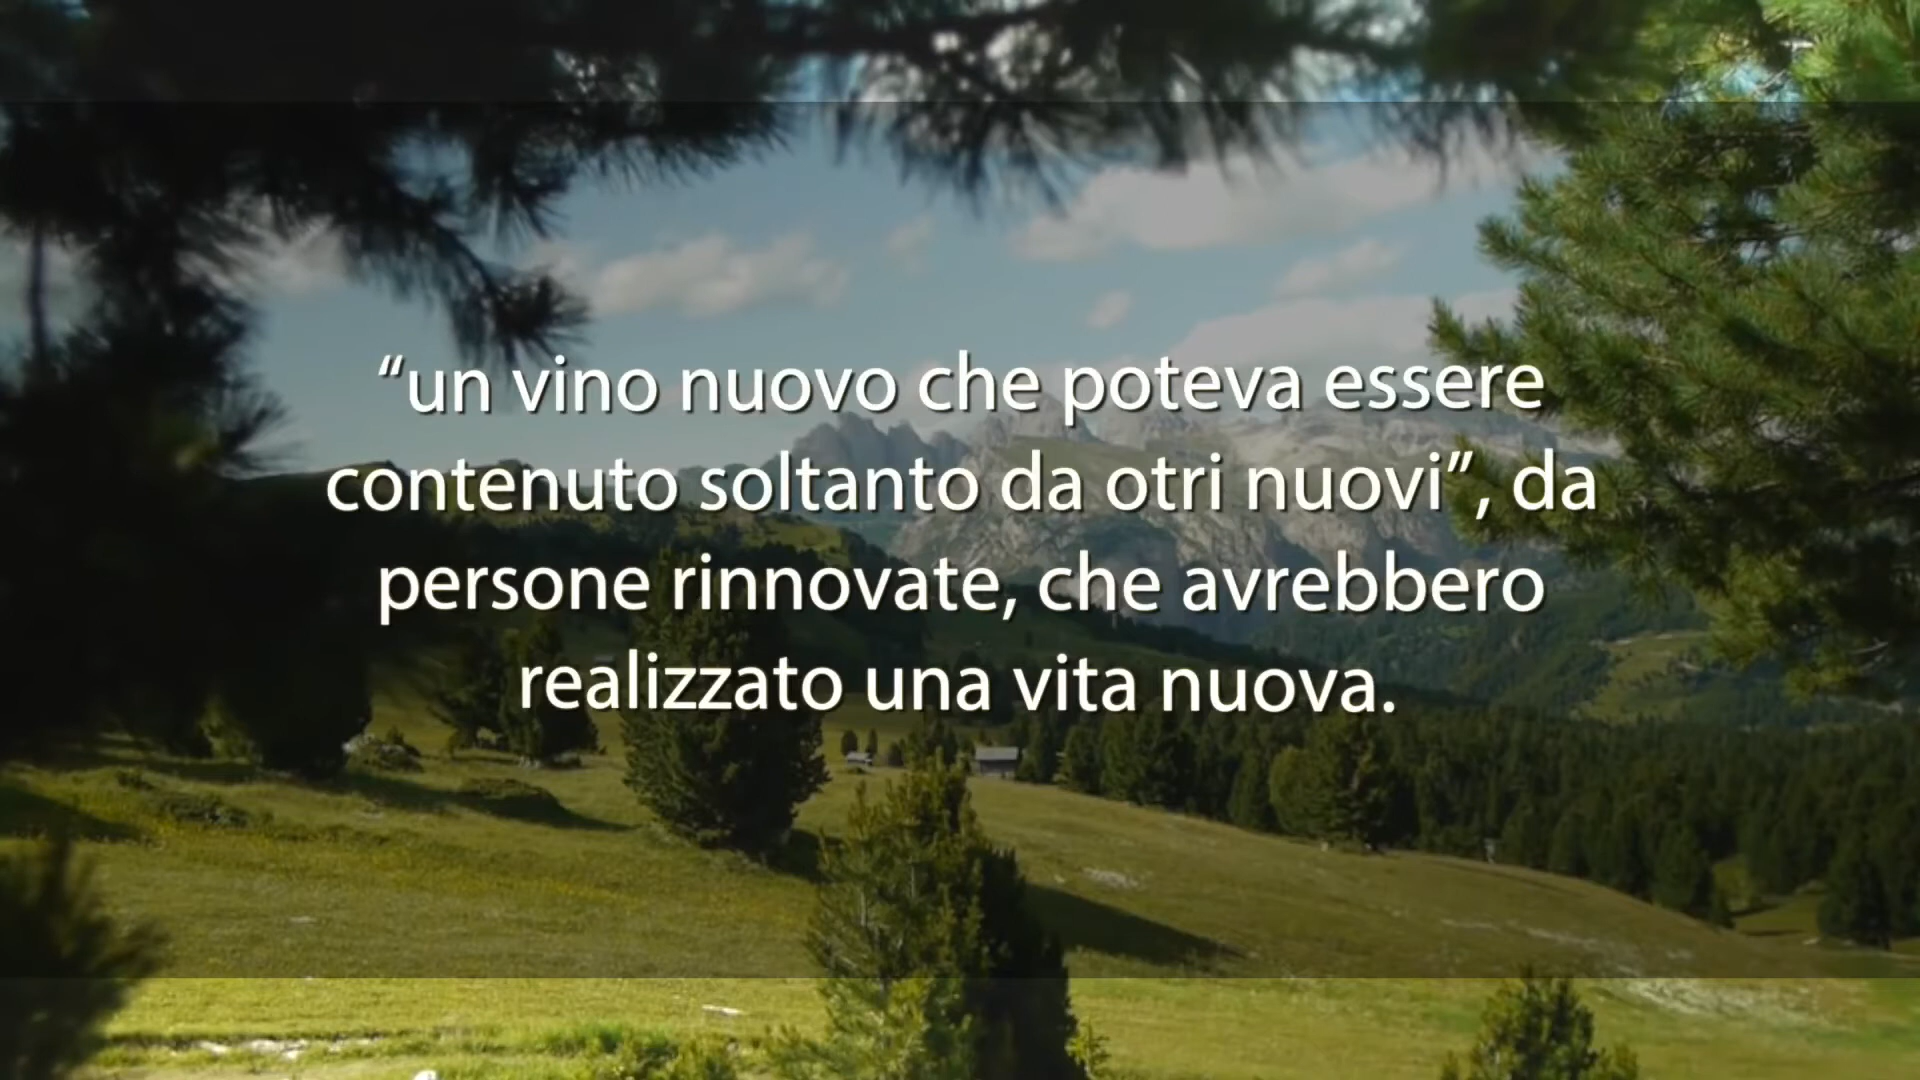 “un vino nuovo che poteva essere
contenuto soltanto da otri nuovi”, da
persone rinnovate, che avrebbero
realizzato una vita nuova.